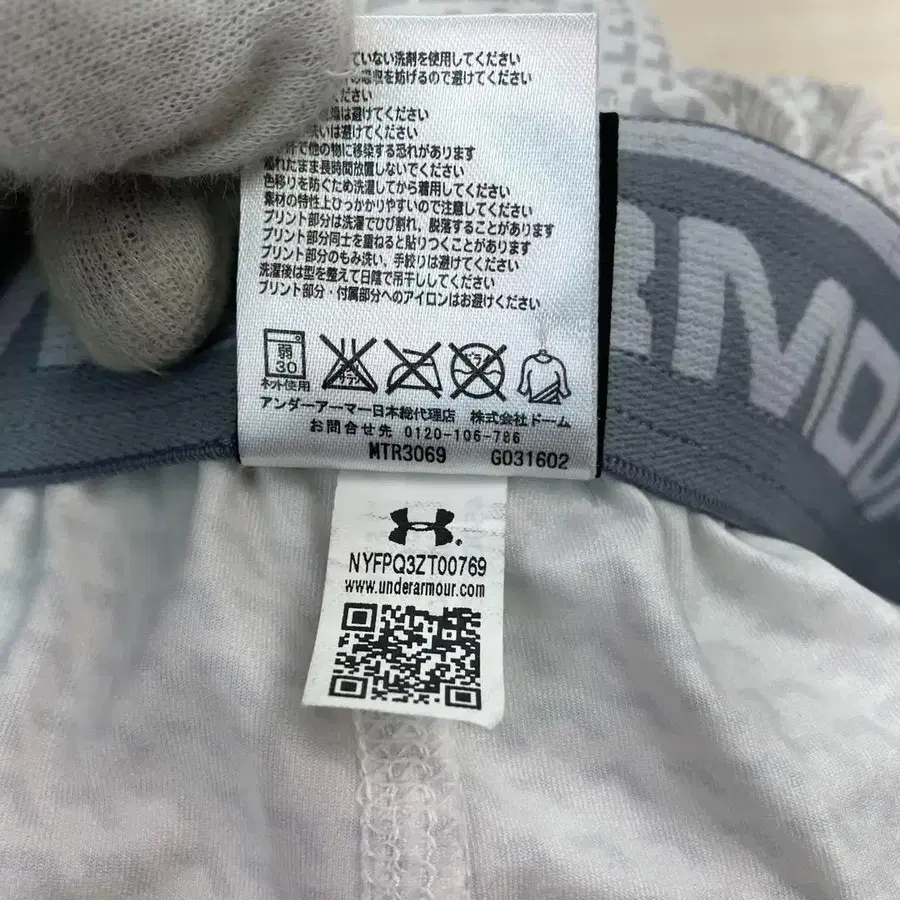 ていない洗剤を使用してください
を妨げるので避けてください
ださい
は避けてください
洗いは避けてください
汗で他の物に移染する恐れがあります
濡れたまま長時間放置しないでください
色移りを防ぐため洗濯してから着用してください
素材の特性上ひっかかりやすいので注意してください
プリント部分は洗濯でひび割れ、脱落することがあります
プリント部分同士を重ねると貼りつくことがあります
プリント部分のもみ洗い、手絞りは避けてください
洗濯後は型を整えて日陰で吊干ししてください
プリント部分・付属部分へのアイロンはお避けください
弱
30
ネット使用
アンダーアーマー日本総代理店 株式会社ドーム
お問合せ先 0120-106-786
MTR3069 G031602
NYFPQ3ZT00769
www.underarmour.com
RMOU